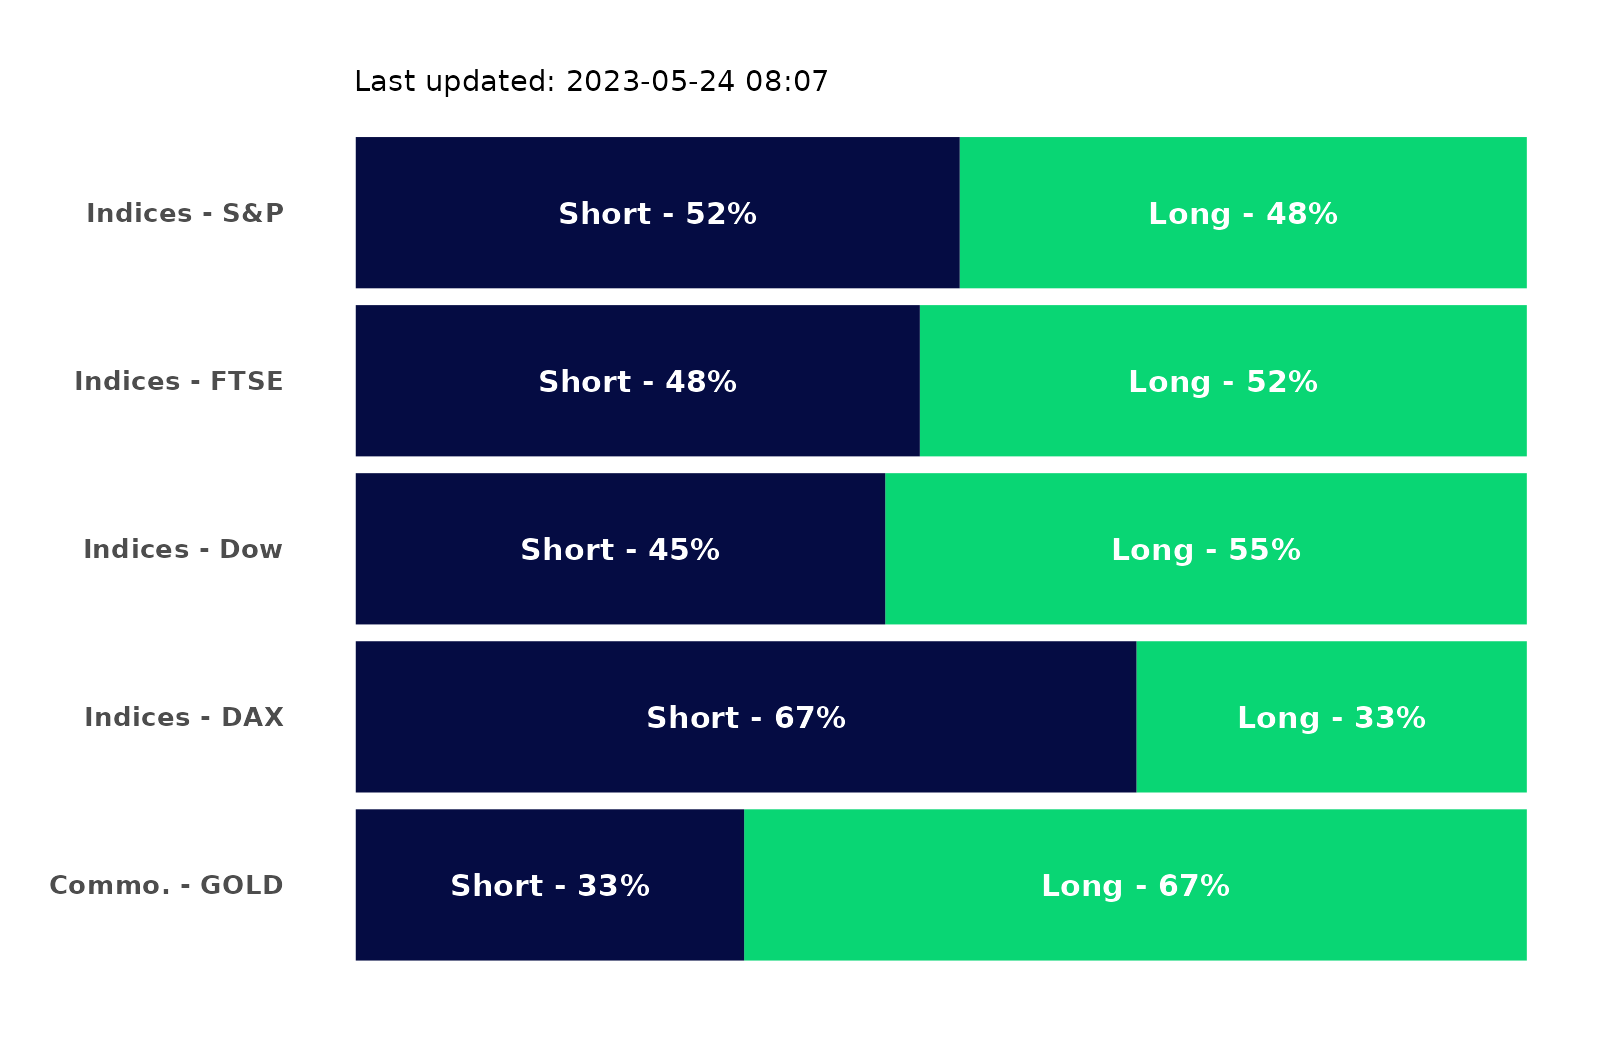 Last updated: 2023-05-24 08:07
Indices - S&P Short - 52% Long - 48%
Indices - FTSE Short - 48% Long - 52%
Indices - Dow Short - 45% Long - 55%
Indices - DAX Short - 67% Long - 33%
Commo. - GOLD Short - 33% Long - 67%